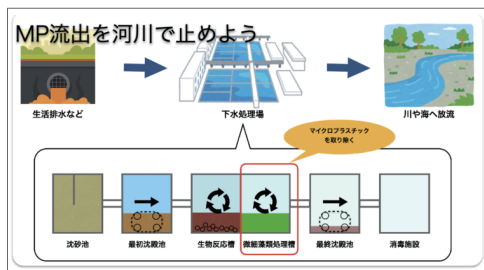 MP流出を河川で止めよう
生活排水など
下水処理場
川や海へ放流
マイクロプラスチック
を取り除く
沈砂池
最初沈殿池
生物反応槽
微細藻類処理槽
最終沈殿池
消毒施設